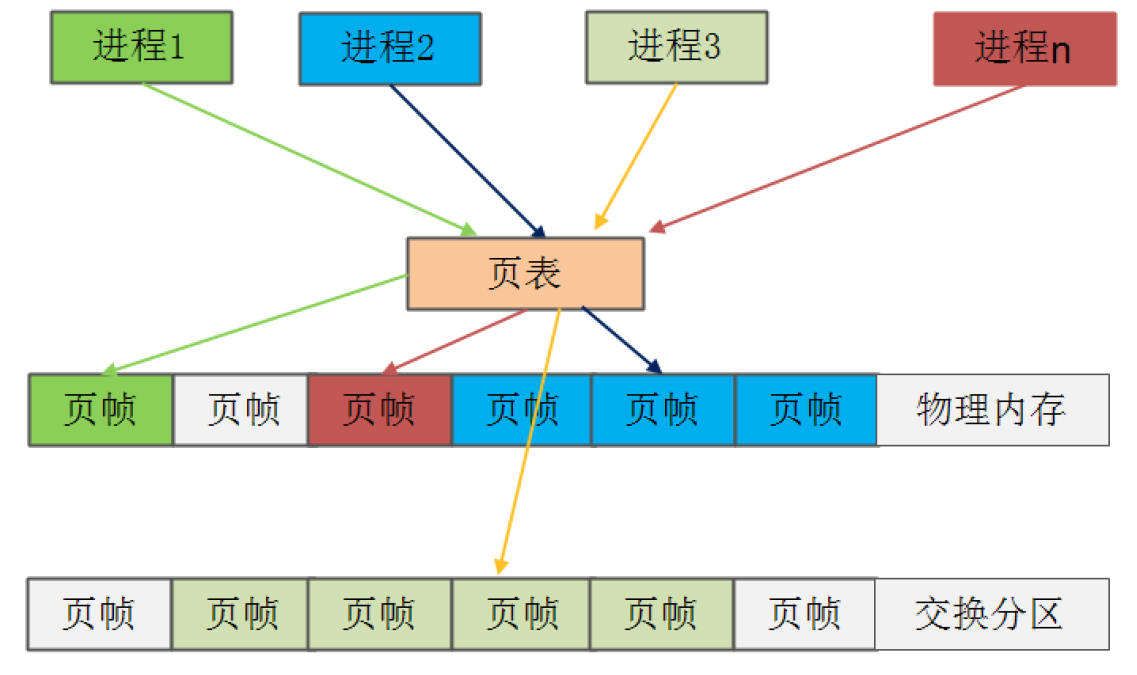 进程1 进程2 进程3 进程n
页表
页帧 页帧 页帧 页帧 页帧 页帧 物理内存
页帧 页帧 页帧 页帧 页帧 页帧 交换分区